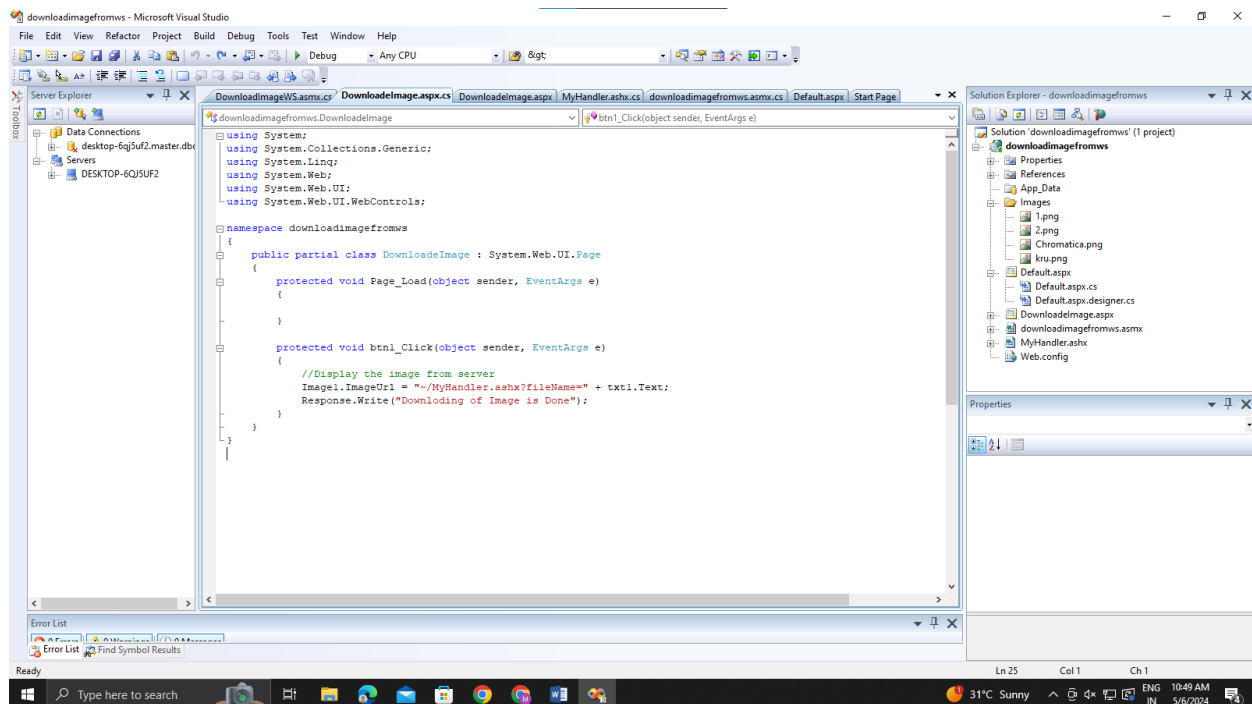 downloadimagefromws - Microsoft Visual Studio
File Edit View Refactor Project Build Debug Tools Test Window Help
Debug Any CPU &gt;
Server Explorer
Toolbox
Data Connections
desktop-6qj5uf2.master.dbo
Servers
DESKTOP-6QJ5UF2
DownloadImageWS.asmx.cs DownloadeImage.aspx.cs DownloadeImage.aspx MyHandler.ashx.cs downloadimagefromws.asmx.cs Default.aspx Start Page
downloadimagefromws.DownloadeImage btn1_Click(object sender, EventArgs e)
using System;
using System.Collections.Generic;
using System.Linq;
using System.Web;
using System.Web.UI;
using System.Web.UI.WebControls;
namespace downloadimagefromws
{
public partial class DownloadeImage : System.Web.UI.Page
{
protected void Page_Load(object sender, EventArgs e)
{
}
protected void btn1_Click(object sender, EventArgs e)
{
//Display the image from server
Image1.ImageUrl = "~/MyHandler.ashx?fileName=" + txt1.Text;
Response.Write("Downloding of Image is Done");
}
}
}
Solution Explorer - downloadimagefromws
Solution 'downloadimagefromws' (1 project)
downloadimagefromws
Properties
References
App_Data
Images
1.png
2.png
Chromatica.png
kru.png
Default.aspx
Default.aspx.cs
Default.aspx.designer.cs
DownloadeImage.aspx
downloadimagefromws.asmx
MyHandler.ashx
Web.config
Properties
Error List
0 Errors 0 Warnings 0 Messages
Error List Find Symbol Results
Ready Ln 25 Col 1 Ch 1
Type here to search
31°C Sunny
ENG
IN
10:49 AM
5/6/2024
4